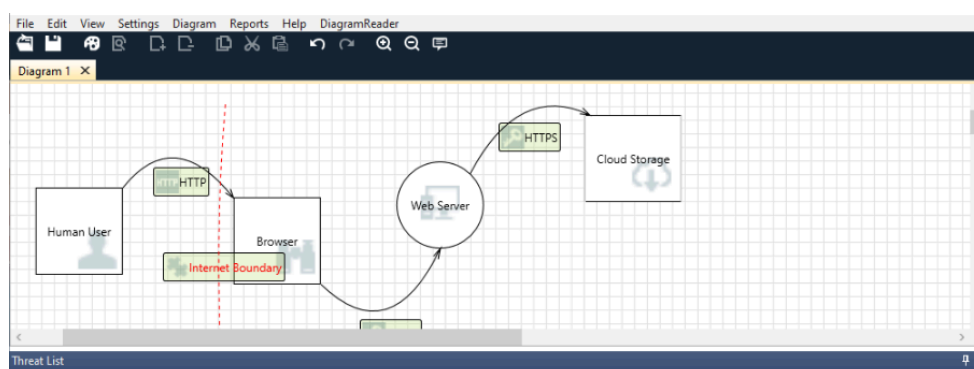 File Edit View Settings Diagram Reports Help DiagramReader
Diagram 1
HTTPS
Cloud Storage
HTTP
Web Server
Human User
Browser
Internet Boundary
Threat List